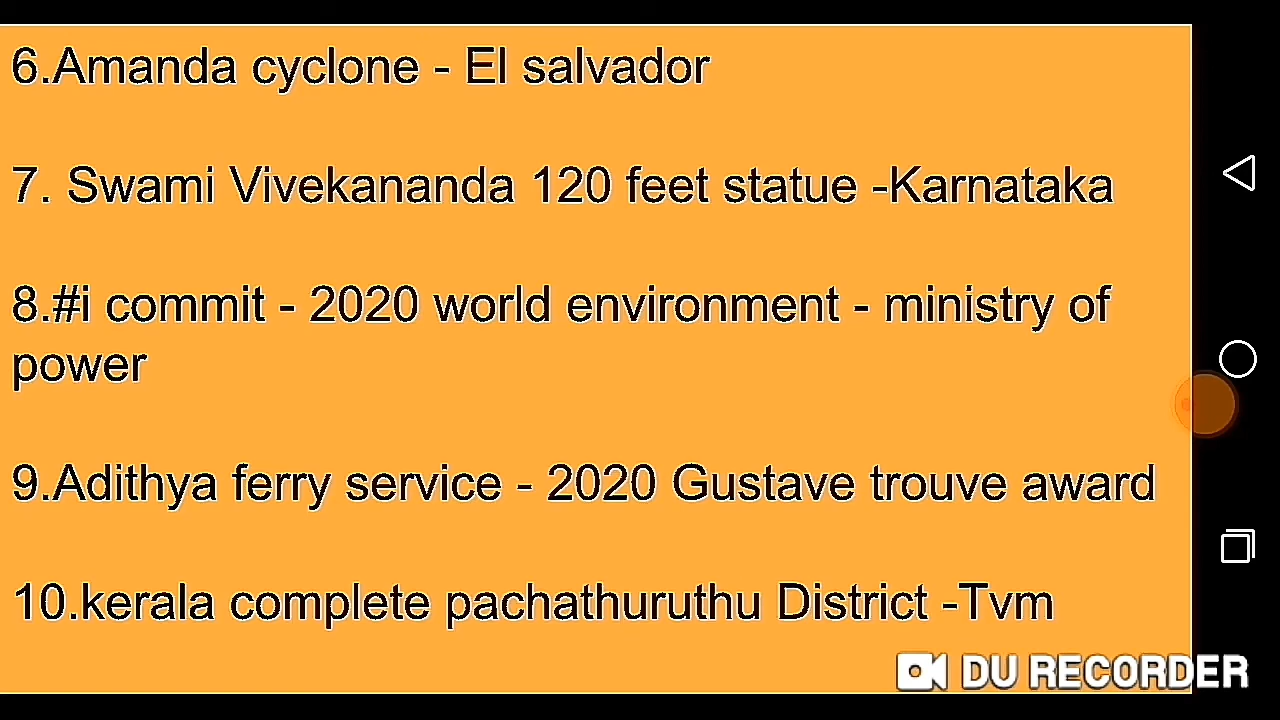 6.Amanda cyclone - El salvador
7. Swami Vivekananda 120 feet statue -Karnataka
8.#i commit - 2020 world environment - ministry of
power
9.Adithya ferry service - 2020 Gustave trouve award
10.kerala complete pachathuruthu District -Tvm
DU RECORDER